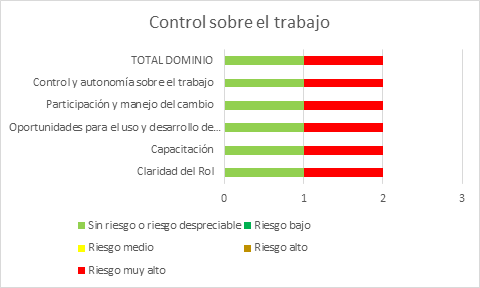 Control sobre el trabajo
TOTAL DOMINIO
Control y autonomía sobre el trabajo
Participación y manejo del cambio
Oportunidades para el uso y desarrollo de...
Capacitación
Claridad del Rol
0 1 2 3
Sin riesgo o riesgo despreciable Riesgo bajo
Riesgo medio Riesgo alto
Riesgo muy alto